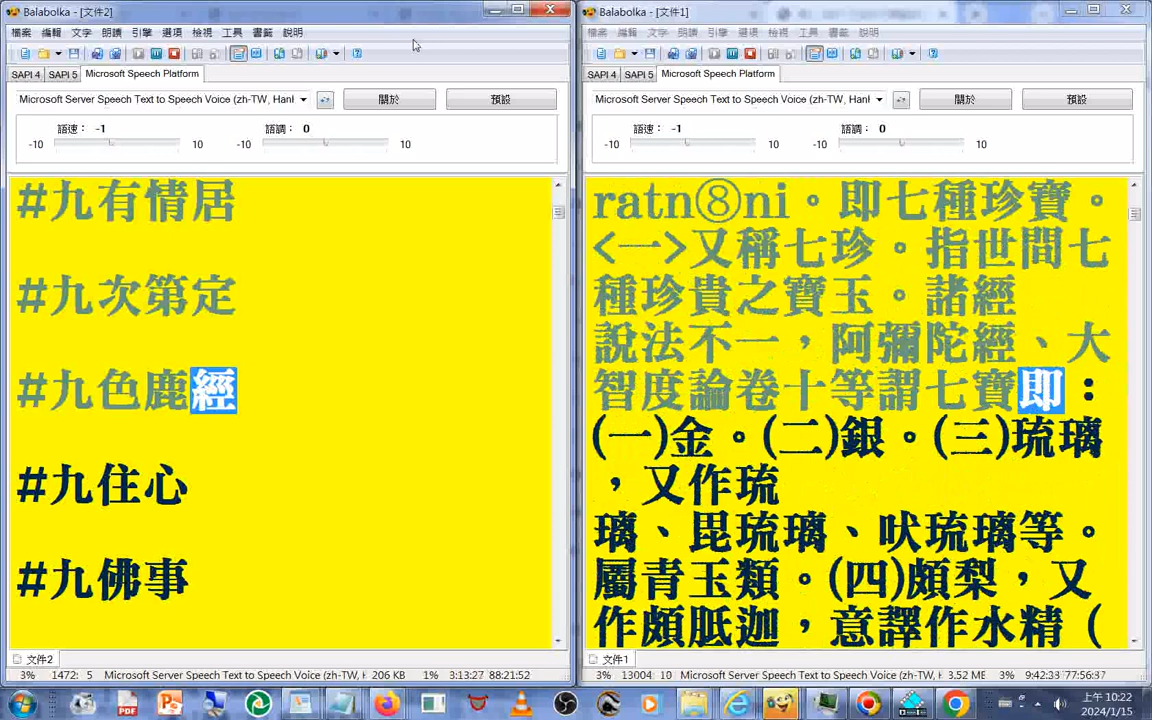 Balabolka - [文件2]
檔案 編輯 文字 朗讀 引擎 選項 檢視 工具 書籤 說明
SAPI 4 SAPI 5 Microsoft Speech Platform
Microsoft Server Speech Text to Speech Voice (zh-TW, Hanl
關於 預設
語速： -1 語調： 0
-10 10 -10 10
#九有情居
#九次第定
#九色鹿經
#九住心
#九佛事
文件2
3% 1472: 5 Microsoft Server Speech Text to Speech Voice (zh-TW, H 206 KB 1% 3:13:27 88:21:52
Balabolka - [文件1]
檔案 編輯 文字 朗讀 引擎 選項 檢視 工具 書籤 說明
SAPI 4 SAPI 5 Microsoft Speech Platform
Microsoft Server Speech Text to Speech Voice (zh-TW, Hanl
關於 預設
語速： -1 語調： 0
-10 10 -10 10
ratn⑧ni。即七種珍寶。
<一>又稱七珍。指世間七
種珍貴之寶玉。諸經
說法不一，阿彌陀經、大
智度論卷十等謂七寶即：
(一)金。(二)銀。(三)琉璃
，又作琉
璃、毘琉璃、吠琉璃等。
屬青玉類。(四)頗梨，又
作頗胝迦，意譯作水精（
文件1
3% 13004: 10 Microsoft Server Speech Text to Speech Voice (zh-TW, H 3.52 MB 3% 9:42:33 77:56:37
上午 10:22
2024/1/15